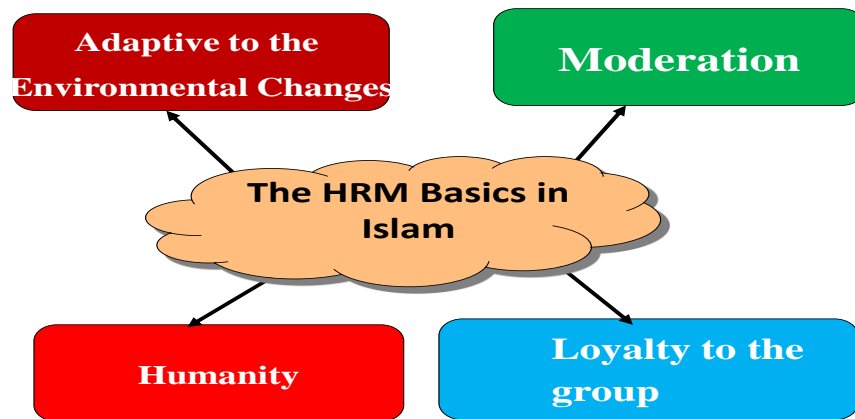 Adaptive to the
Environmental Changes
Moderation
The HRM Basics in
Islam
Humanity
Loyalty to the
group